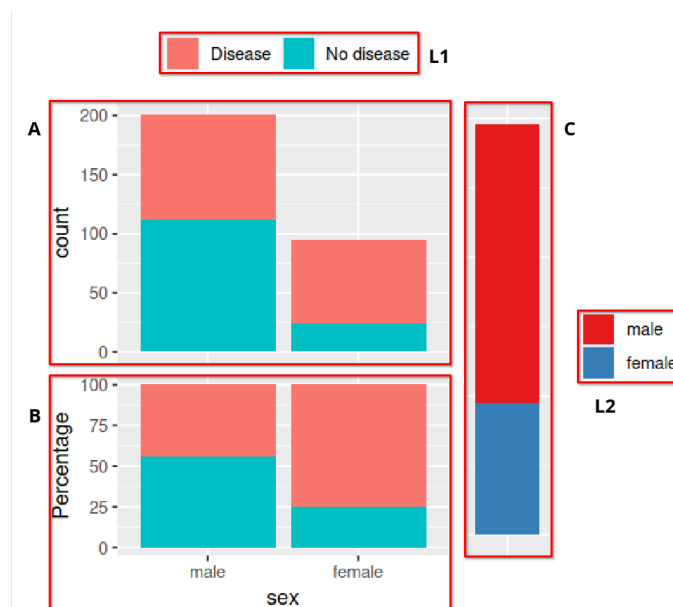 Disease No disease L1
A
C
200
150
100
50
0
count
B
100
75
50
25
0
Percentage
male female
sex
male
female
L2